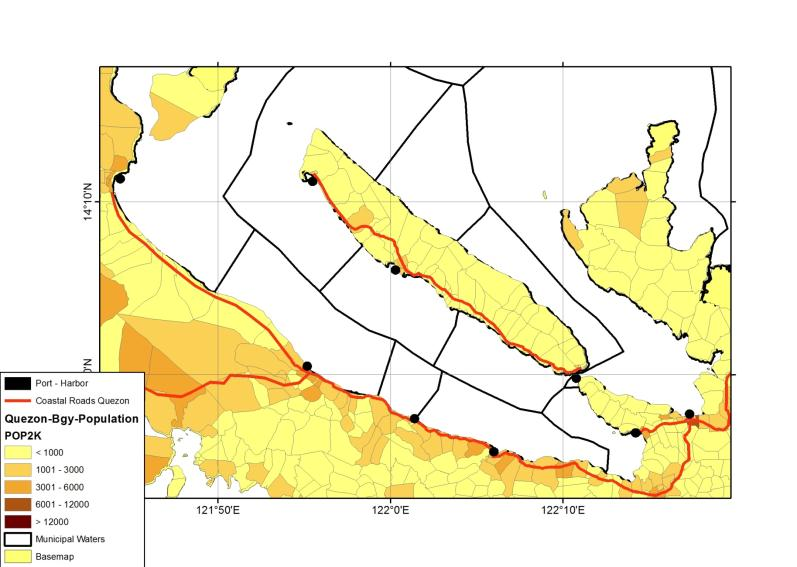 14°10'N
0'N
Port - Harbor
Coastal Roads Quezon
Quezon-Bgy-Population
POP2K
< 1000
1001 - 3000
3001 - 6000
6001 - 12000
> 12000
Municipal Waters
Basemap
121°50'E
122°0'E
122°10'E